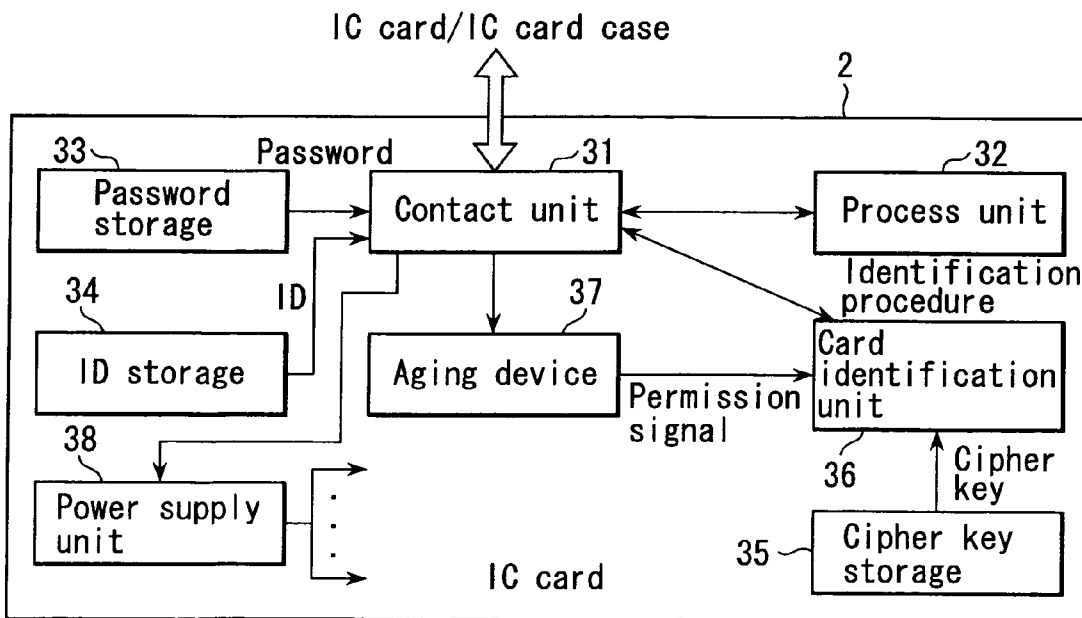 IC card/IC card case
2
33
Password
31
32
Password
storage
Contact unit
Process unit
34
ID
37
Identification
procedure
ID storage
Aging device
Card
identification
unit
Permission
signal
38
36
Cipher
key
Power supply
unit
35
Cipher key
storage
IC card